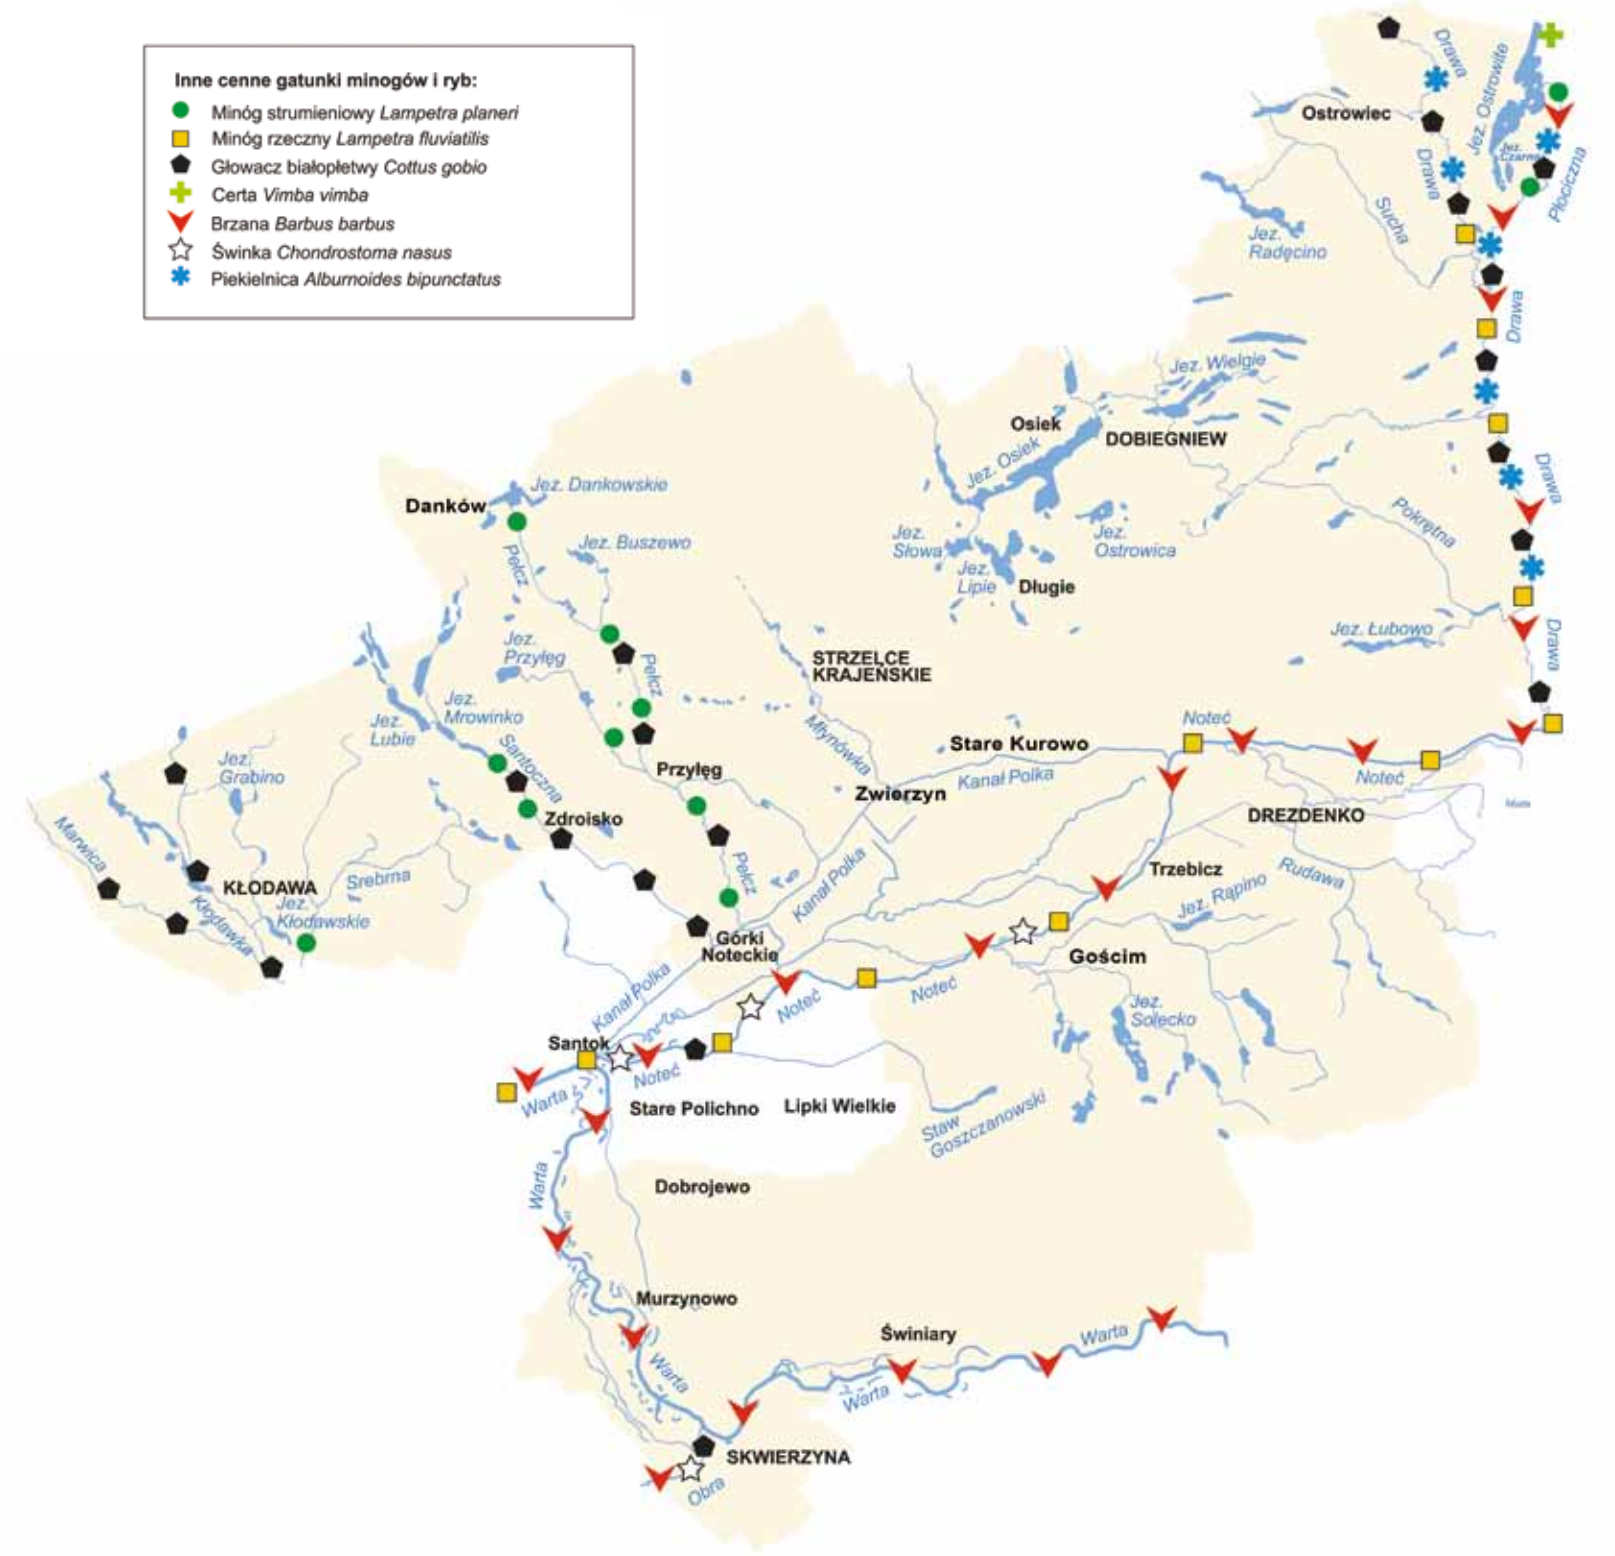 Inne cenne gatunki minogów i ryb:
Minóg strumieniowy Lampetra planeri
Minóg rzeczny Lampetra fluviatilis
Głowacz białopłetwy Cottus gobio
Certa Vimba vimba
Brzana Barbus barbus
Świnka Chondrostoma nasus
Piekielnica Alburnoides bipunctatus
Drawa
Jez. Ostrowite
Ostrowiec
Jez.
Czarne
Drawa
Płociczna
Sucha
Jez.
Radęcino
Drawa
Jez. Wielgie
Osiek
DOBIEGNIEW
Jez. Osiek
Drawa
Jez. Dankowskie
Danków
Pokrętna
Jez.
Słowa
Jez.
Ostrowica
Jez. Buszewo
Pełcz
Jez.
Lipie
Długie
Jez. Łubowo
Drawa
Jez.
Przyłęg
STRZELCE
KRAJEŃSKIE
Pełcz
Jez.
Mrowinko
Jez.
Lubie
Noteć
Santoczna
Młynówka
Stare Kurowo
Jez.
Grabino
Przyłęg
Kanał Polka
Noteć
Zwierzyn
Zdroisko
DREZDENKO
Marwica
Trzebicz
Rudawa
Pełcz
KŁODAWA
Srebrna
Kanał Polka
Jez. Rąpino
Jez.
Kłodawskie
Kłodawka
Górki
Noteckie
Gościm
Kanał Polka
Noteć
Noteć
Jez.
Solecko
Santok
Noteć
Warta
Stare Polichno
Lipki Wielkie
Staw
Goszczanowski
Warta
Dobrojewo
Murzynowo
Świniary
Warta
Warta
Warta
SKWIERZYNA
Obra